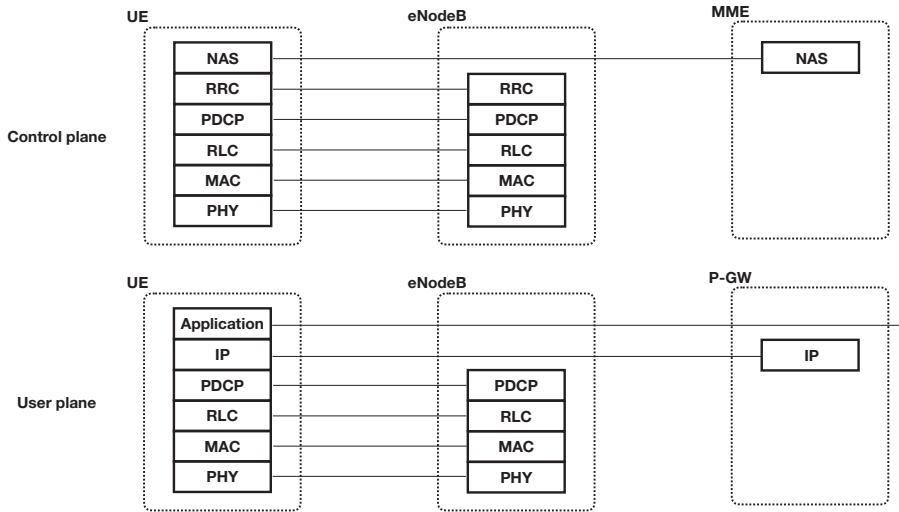 UE eNodeB MME
NAS NAS
RRC RRC
PDCP PDCP
Control plane
RLC RLC
MAC MAC
PHY PHY
UE eNodeB P-GW
Application
IP IP
PDCP PDCP
User plane
RLC RLC
MAC MAC
PHY PHY